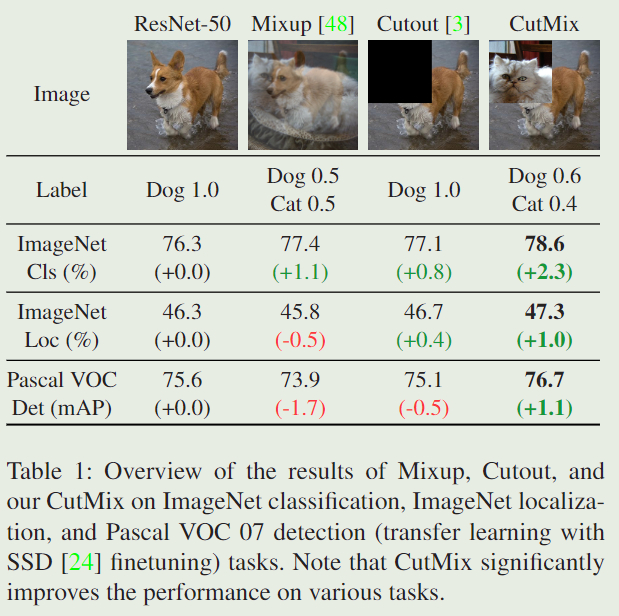 ResNet-50 Mixup [48] Cutout [3] CutMix
Image
Label Dog 1.0 Dog 0.5 Cat 0.5 Dog 1.0 Dog 0.6 Cat 0.4
ImageNet Cls (%) 76.3 (+0.0) 77.4 (+1.1) 77.1 (+0.8) 78.6 (+2.3)
ImageNet Loc (%) 46.3 (+0.0) 45.8 (-0.5) 46.7 (+0.4) 47.3 (+1.0)
Pascal VOC Det (mAP) 75.6 (+0.0) 73.9 (-1.7) 75.1 (-0.5) 76.7 (+1.1)
Table 1: Overview of the results of Mixup, Cutout, and
our CutMix on ImageNet classification, ImageNet localiza-
tion, and Pascal VOC 07 detection (transfer learning with
SSD [24] finetuning) tasks. Note that CutMix significantly
improves the performance on various tasks.